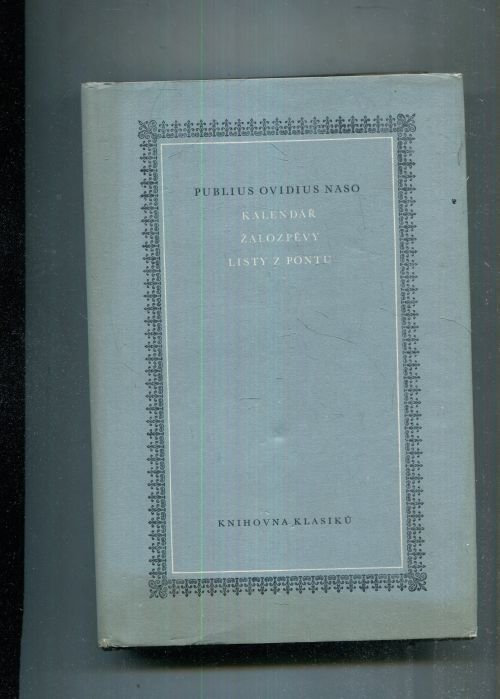 PUBLIUS OVIDIUS NASO
KALENDÁŘ
ŽALOZPĚVY
LISTY Z PONTU
KNIHOVNA KLASIKŮ